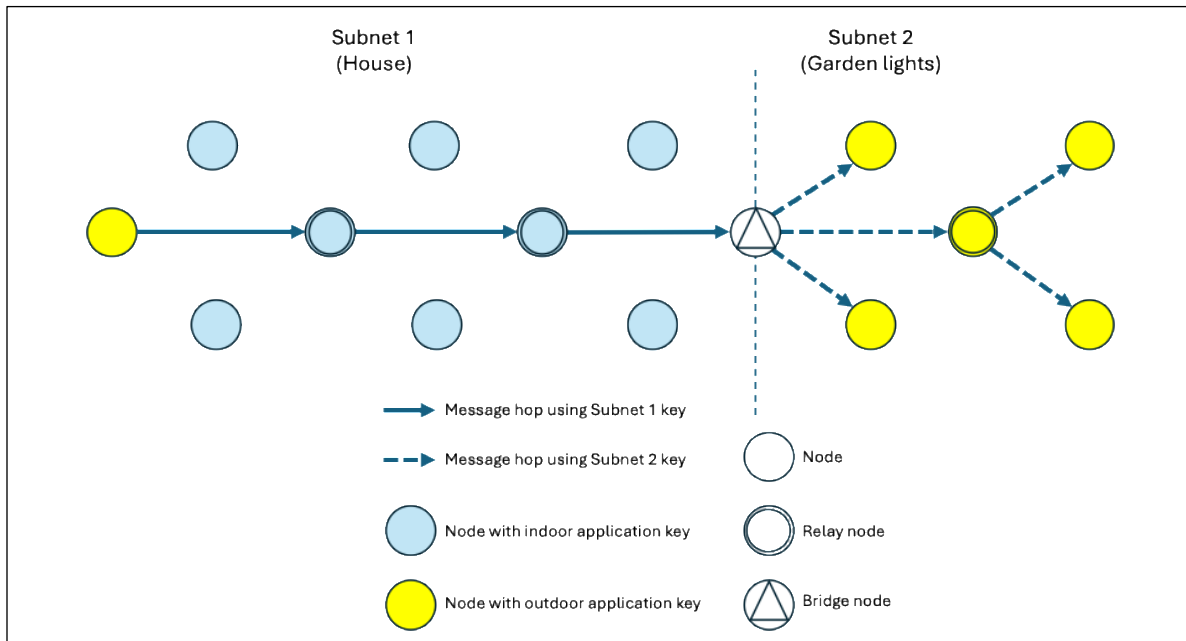 Subnet 1
(House)
Subnet 2
(Garden lights)
Message hop using Subnet 1 key
Message hop using Subnet 2 key
Node
Node with indoor application key
Relay node
Node with outdoor application key
Bridge node